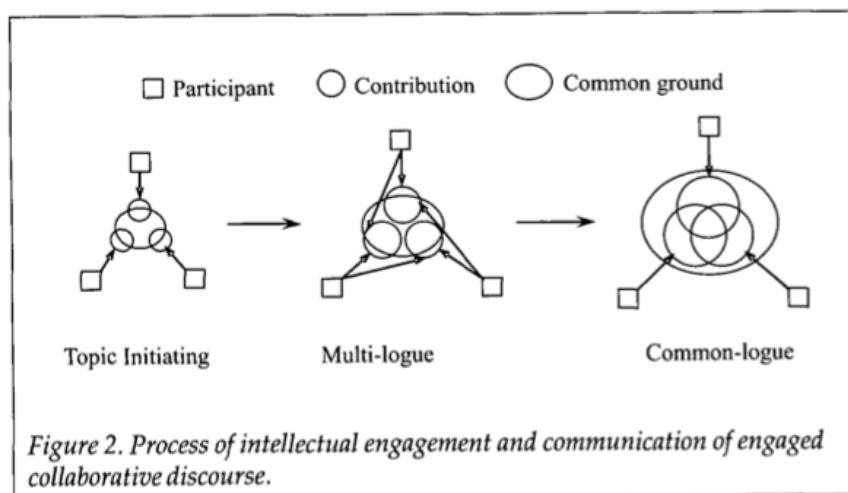 Participant Contribution Common ground
Topic Initiating Multi-logue Common-logue
Figure 2. Process of intellectual engagement and communication of engaged
collaborative discourse.